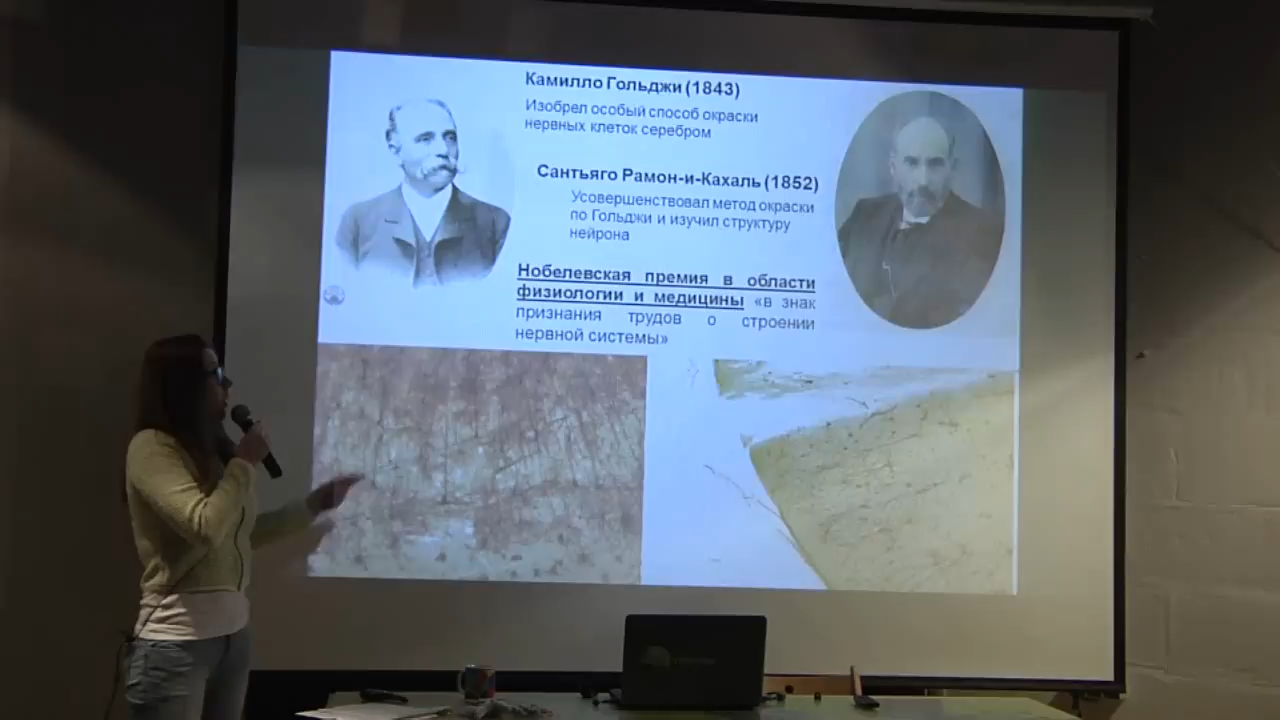 Камилло Гольджи (1843)
Изобрел особый способ окраски
нервных клеток серебром
Сантьяго Рамон-и-Кахаль (1852)
Усовершенствовал метод окраски
по Гольджи и изучил структуру
нейрона
Нобелевская премия в области
физиологии и медицины «в знак
признания трудов о строении
нервной системы»